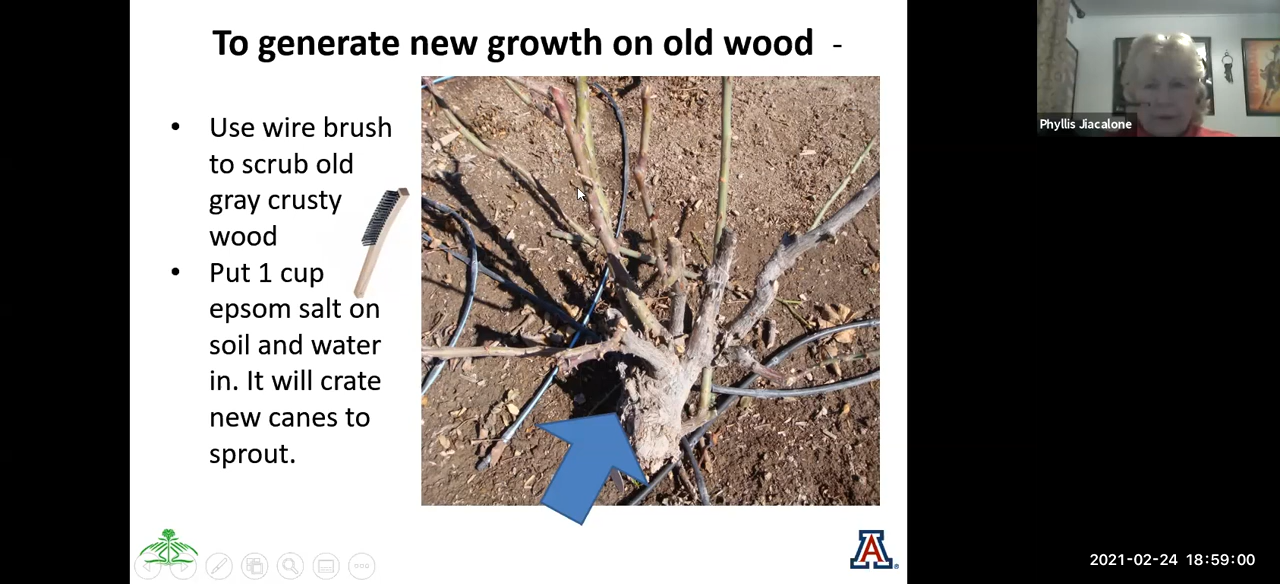 To generate new growth on old wood -
• Use wire brush
to scrub old
gray crusty
wood
• Put 1 cup
epsom salt on
soil and water
in. It will crate
new canes to
sprout.
Phyllis Jiacalone
A
2021-02-24 18:59:00